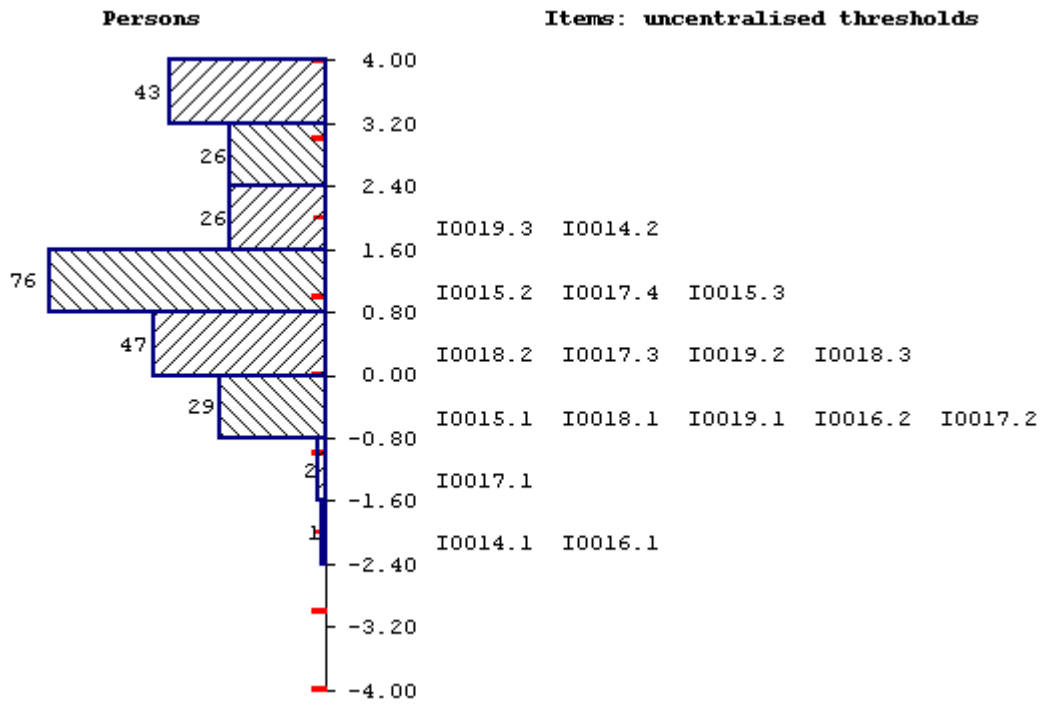 Persons Items: uncentralised thresholds
4.00
43
3.20
26
2.40
26 I0019.3 I0014.2
1.60
76 I0015.2 I0017.4 I0015.3
0.80
47 I0018.2 I0017.3 I0019.2 I0018.3
0.00
29 I0015.1 I0018.1 I0019.1 I0016.2 I0017.2
-0.80
2 I0017.1
-1.60
1 I0014.1 I0016.1
-2.40
-3.20
-4.00